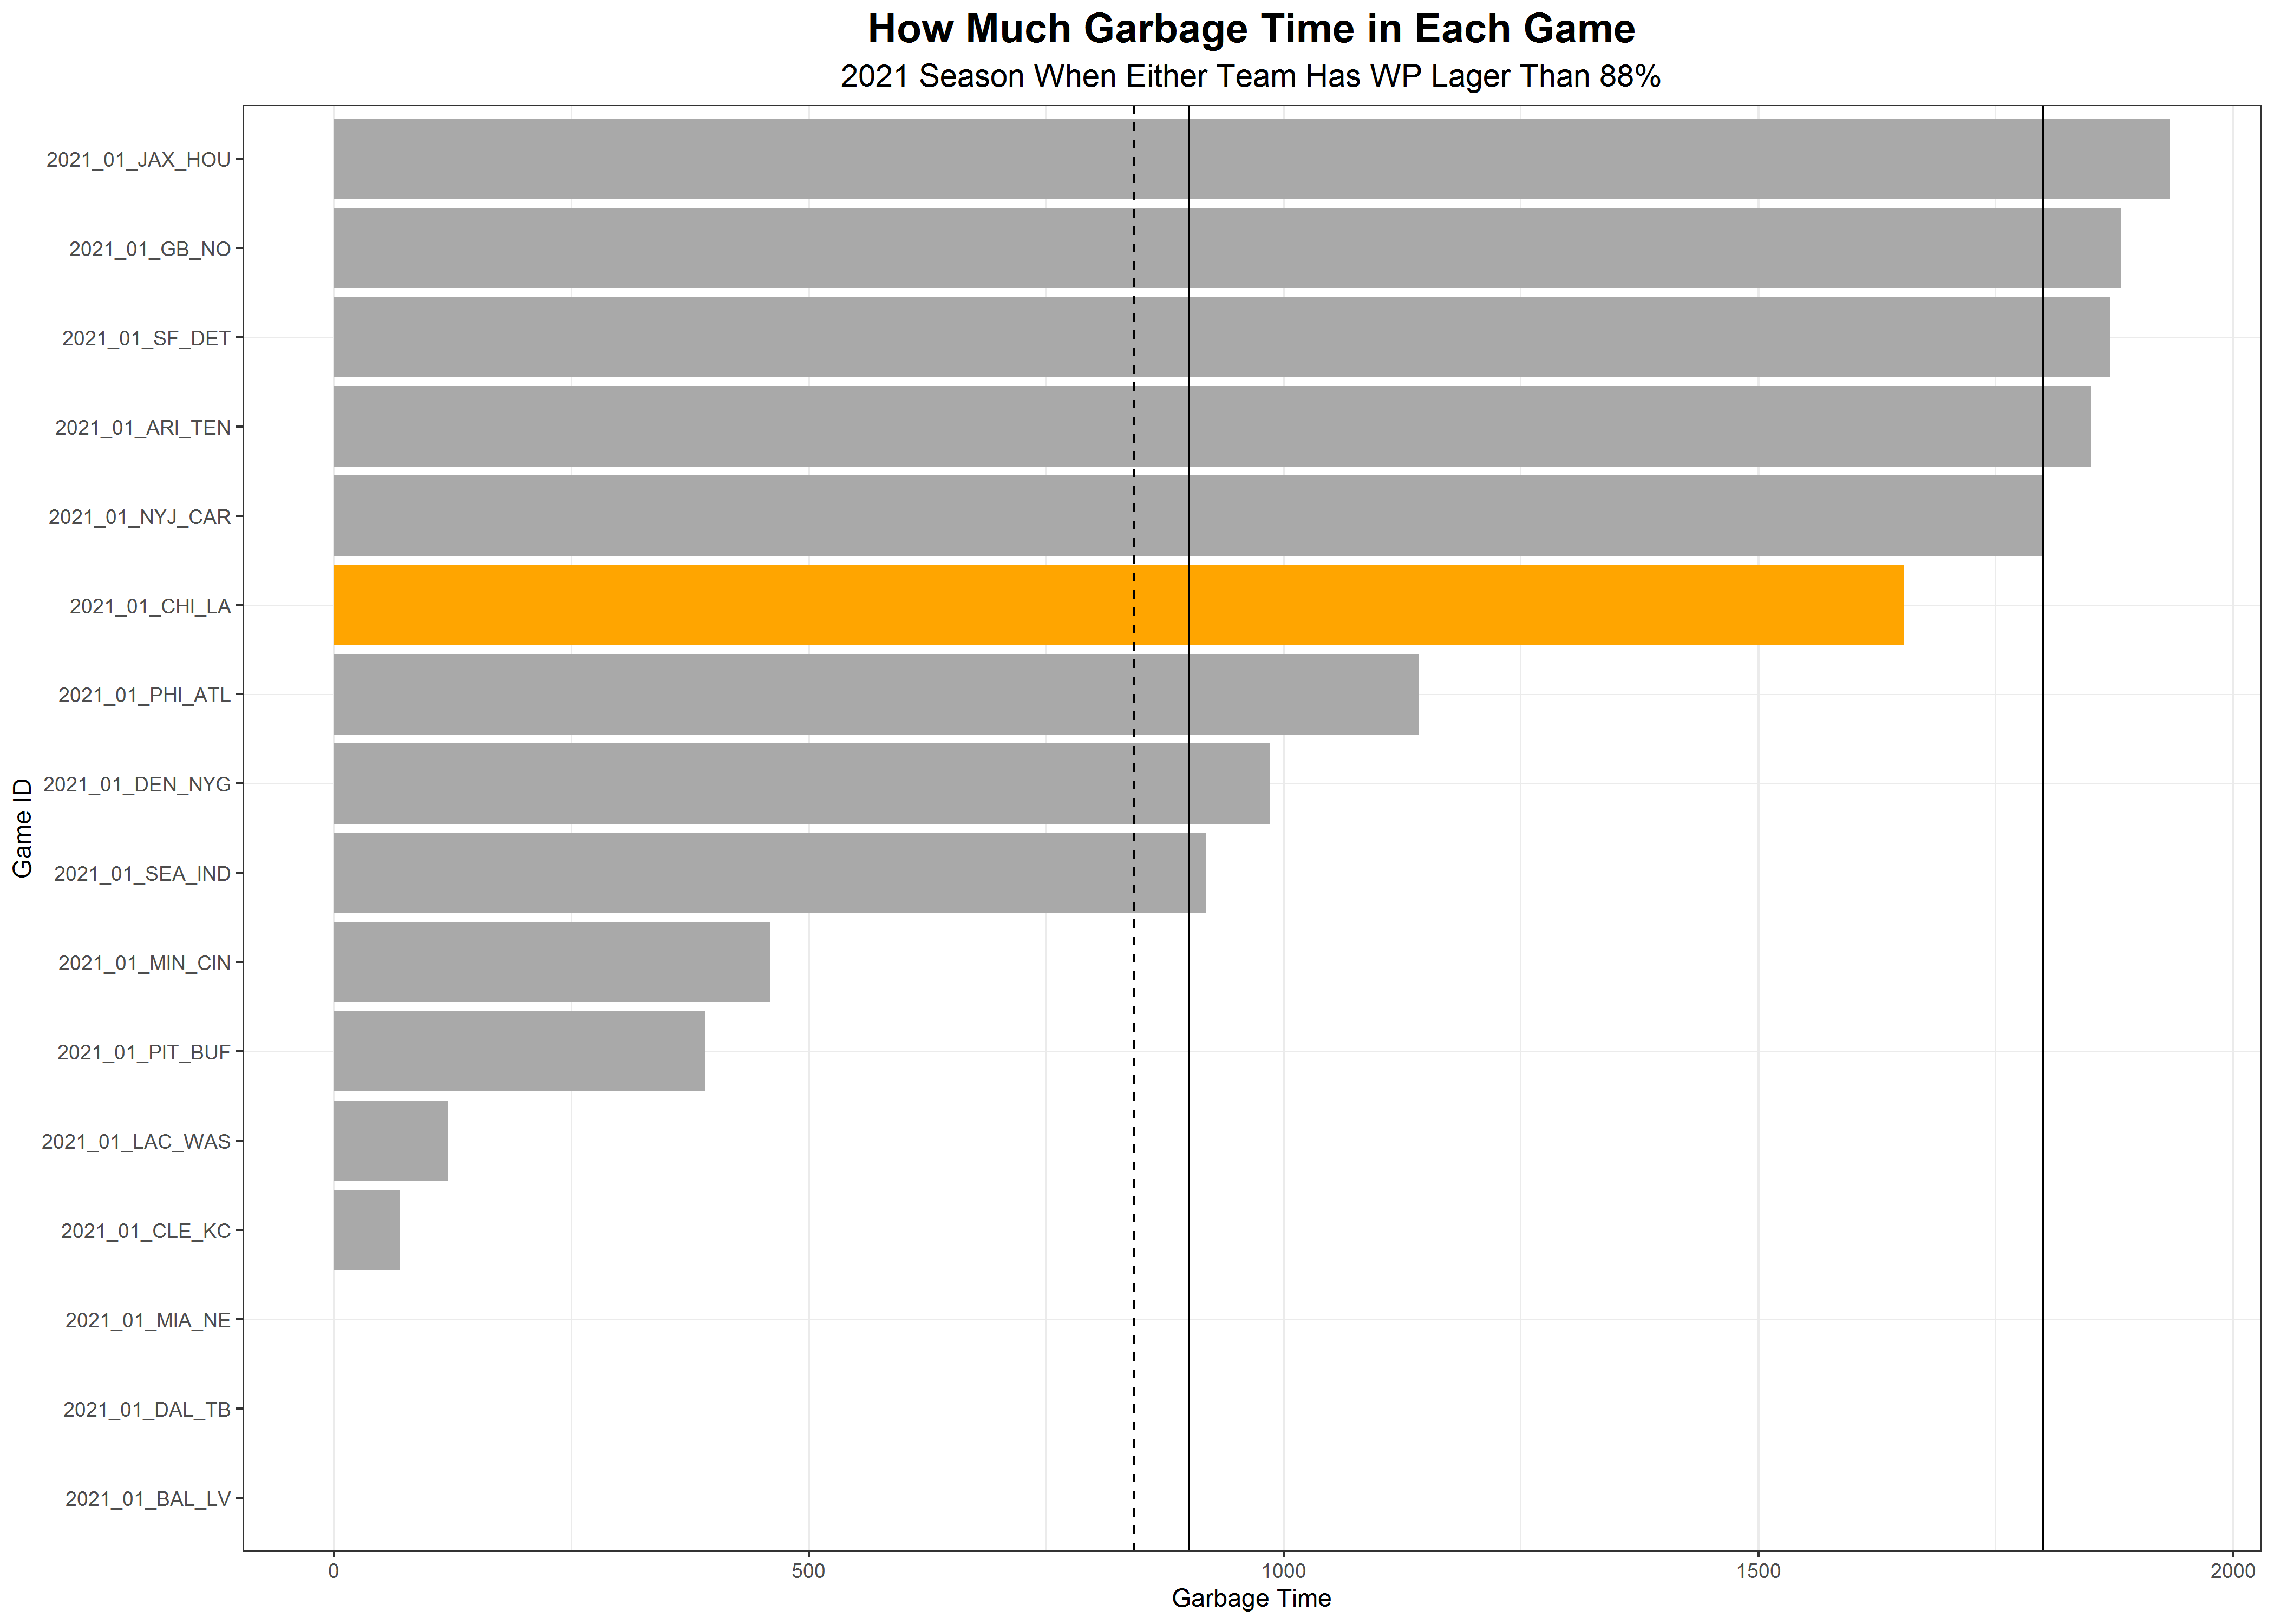 How Much Garbage Time in Each Game
2021 Season When Either Team Has WP Lager Than 88%
2021_01_JAX_HOU
2021_01_GB_NO
2021_01_SF_DET
2021_01_ARI_TEN
2021_01_NYJ_CAR
2021_01_CHI_LA
2021_01_PHI_ATL
2021_01_DEN_NYG
2021_01_SEA_IND
2021_01_MIN_CIN
2021_01_PIT_BUF
2021_01_LAC_WAS
2021_01_CLE_KC
2021_01_MIA_NE
2021_01_DAL_TB
2021_01_BAL_LV
Game ID
0 500 1000 1500 2000
Garbage Time